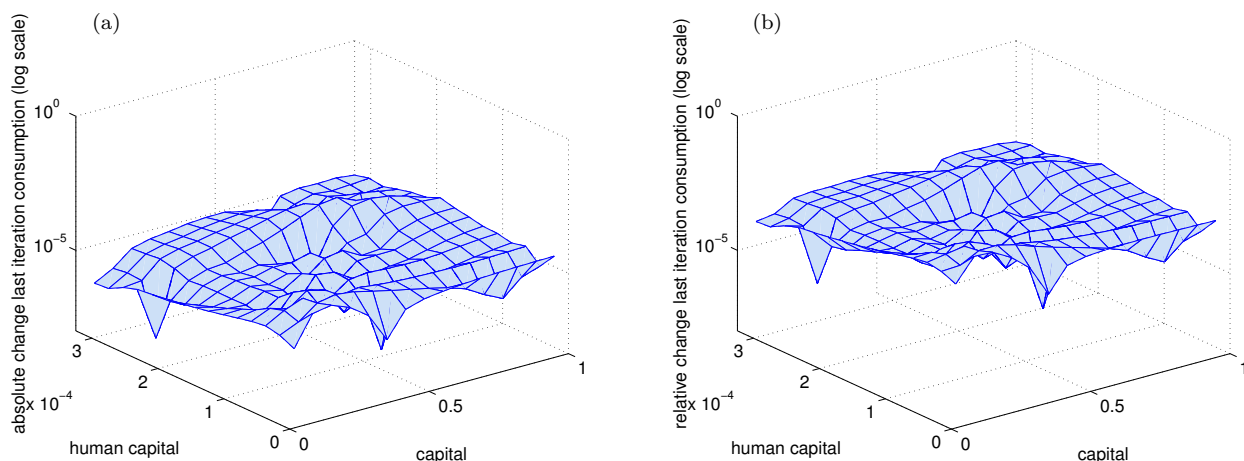 (a)
absolute change last iteration consumption (log scale)
10^0
10^-5
3
2
1
0
x 10^-4
human capital
0
0.5
1
capital
(b)
relative change last iteration consumption (log scale)
10^0
10^-5
3
2
1
0
x 10^-4
human capital
0
0.5
1
capital